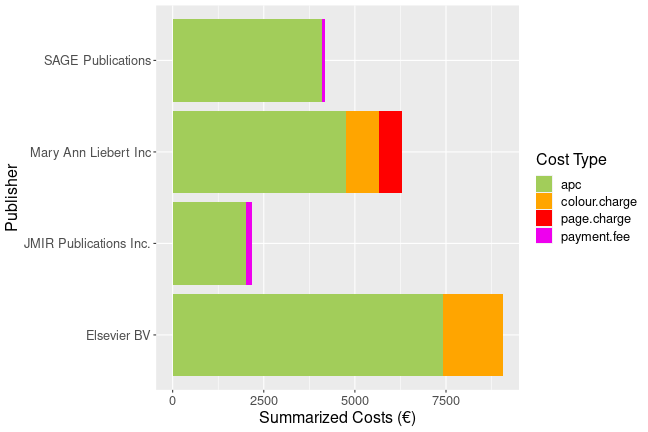 SAGE Publications
Mary Ann Liebert Inc
JMIR Publications Inc.
Elsevier BV
Publisher
0 2500 5000 7500
Summarized Costs (€)
Cost Type
apc
colour.charge
page.charge
payment.fee